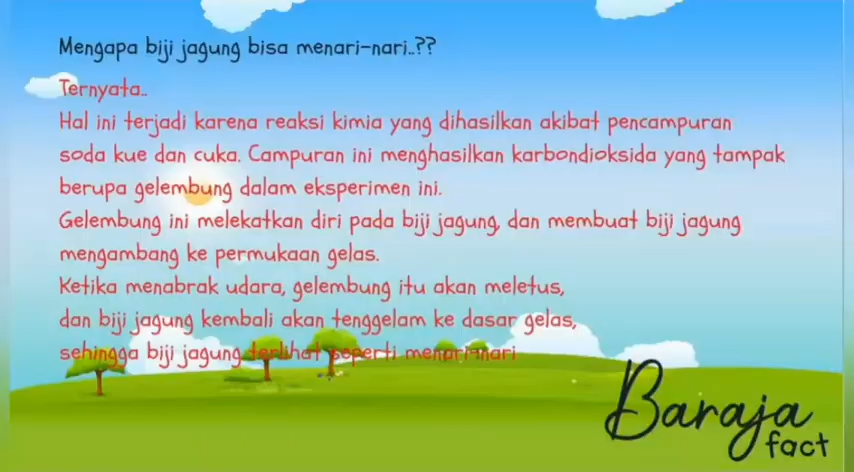 Mengapa biji jagung bisa menari-nari..??
Ternyata..
Hal ini terjadi karena reaksi kimia yang dihasilkan akibat pencampuran
soda kue dan cuka. Campuran ini menghasilkan karbondioksida yang tampak
berupa gelembung dalam eksperimen ini.
Gelembung ini melekatkan diri pada biji jagung, dan membuat biji jagung
mengambang ke permukaan gelas.
Ketika menabrak udara, gelembung itu akan meletus,
dan biji jagung kembali akan tenggelam ke dasar gelas,
sehingga biji jagung terlihat seperti menari-nari
Baraja
fact